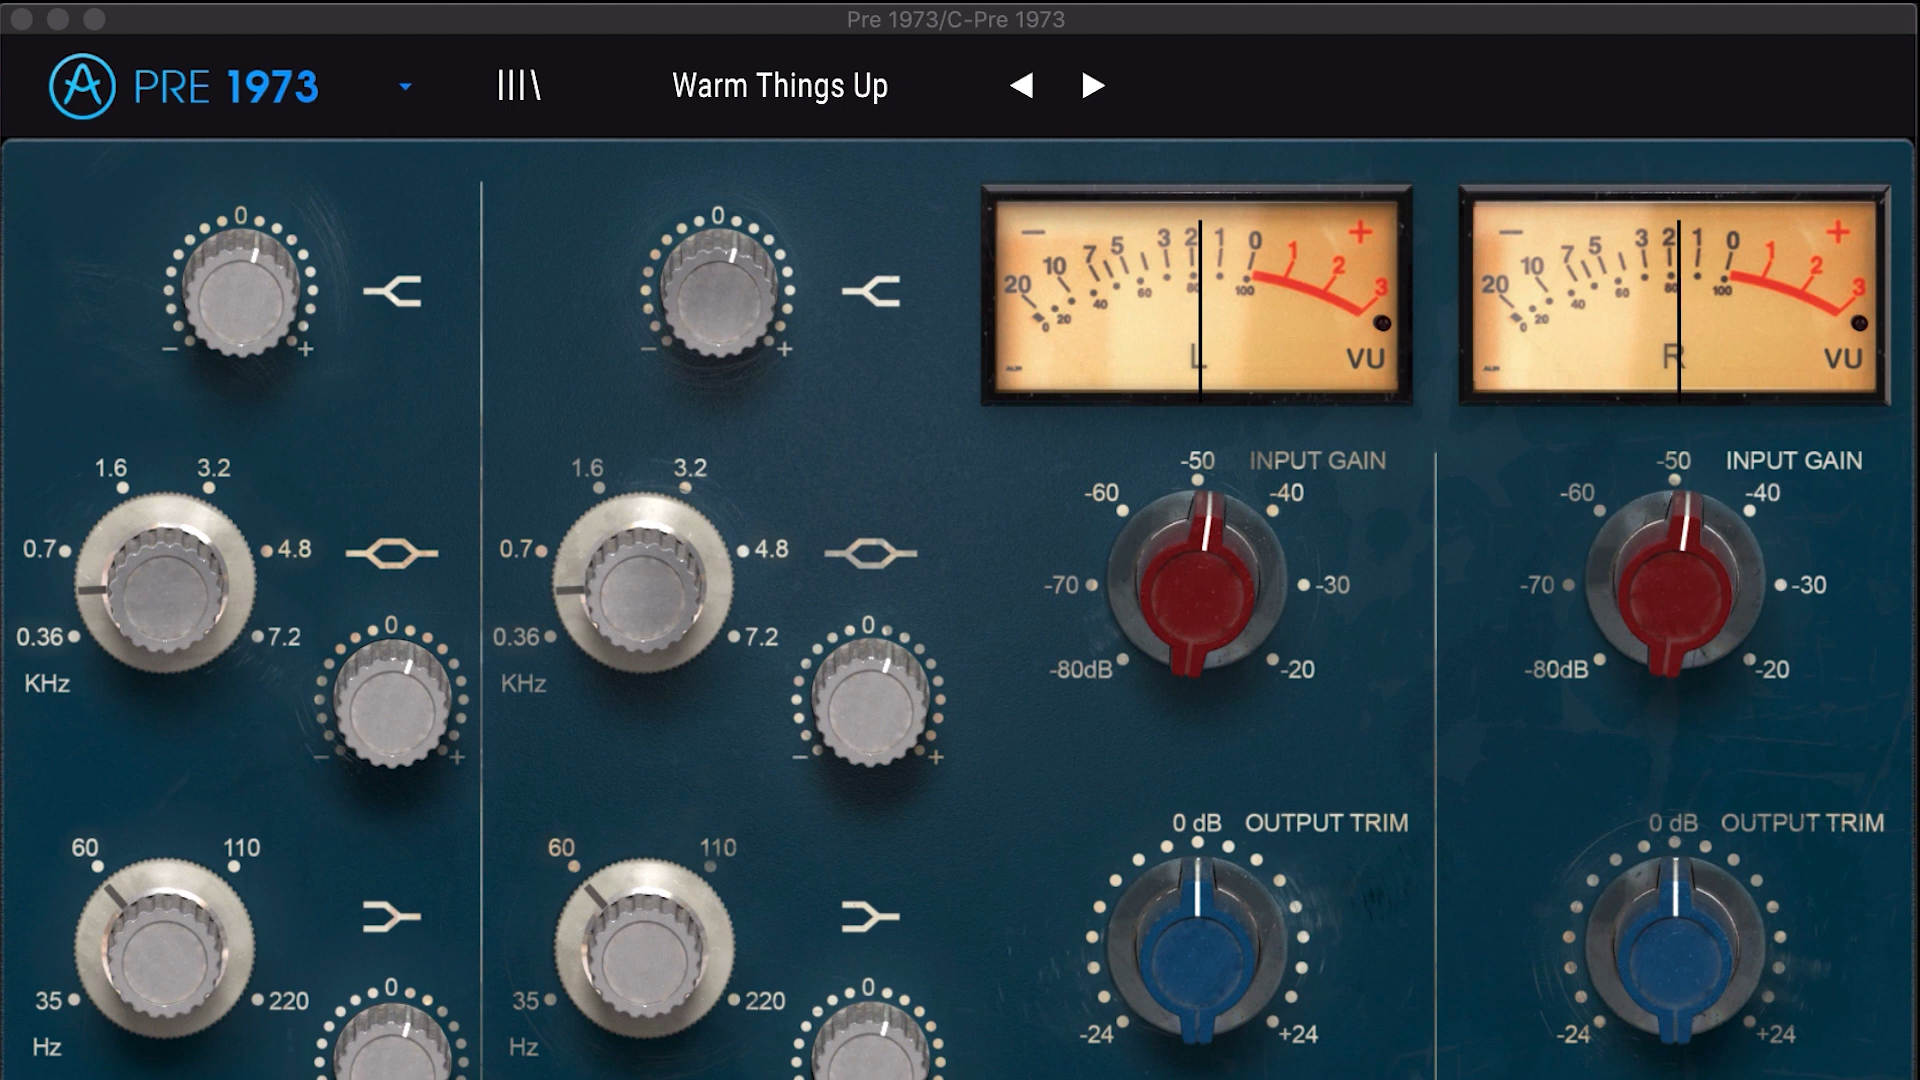 Pre 1973/C-Pre 1973
PRE 1973
Warm Things Up
0
- +
0
- +
- 20 10 7 5 3 2 1 0 1 2 3 +
0 20 40 60 80 100
L VU
- 20 10 7 5 3 2 1 0 1 2 3 +
0 20 40 60 80 100
R VU
1.6 3.2
0.7 4.8
0.36 7.2
KHz
0
- +
1.6 3.2
0.7 4.8
0.36 7.2
KHz
0
- +
-50 INPUT GAIN
-60 -40
-70 -30
-80dB -20
-50 INPUT GAIN
-60 -40
-70 -30
-80dB -20
60 110
35 220
Hz
0
60 110
35 220
Hz
0
0 dB OUTPUT TRIM
-24 +24
0 dB OUTPUT TRIM
-24 +24